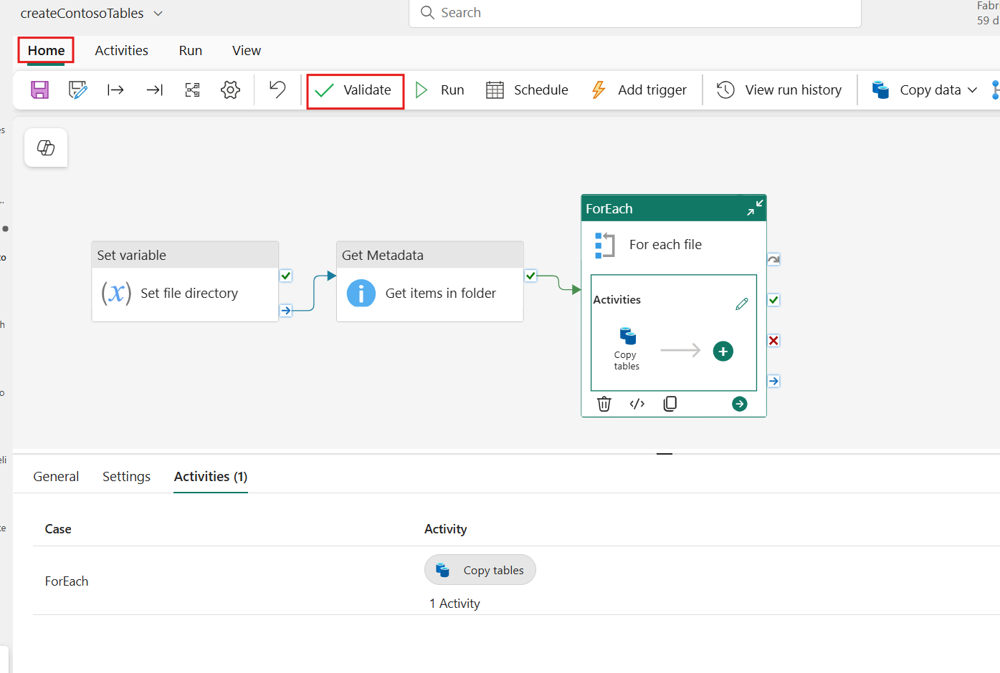 createContosoTables
Search
Fabri
59 d
Home Activities Run View
Validate Run Schedule Add trigger View run history Copy data
ForEach
For each file
Set variable
Set file directory
Get Metadata
Get items in folder
Activities
Copy
tables
General Settings Activities (1)
Case Activity
ForEach
Copy tables
1 Activity